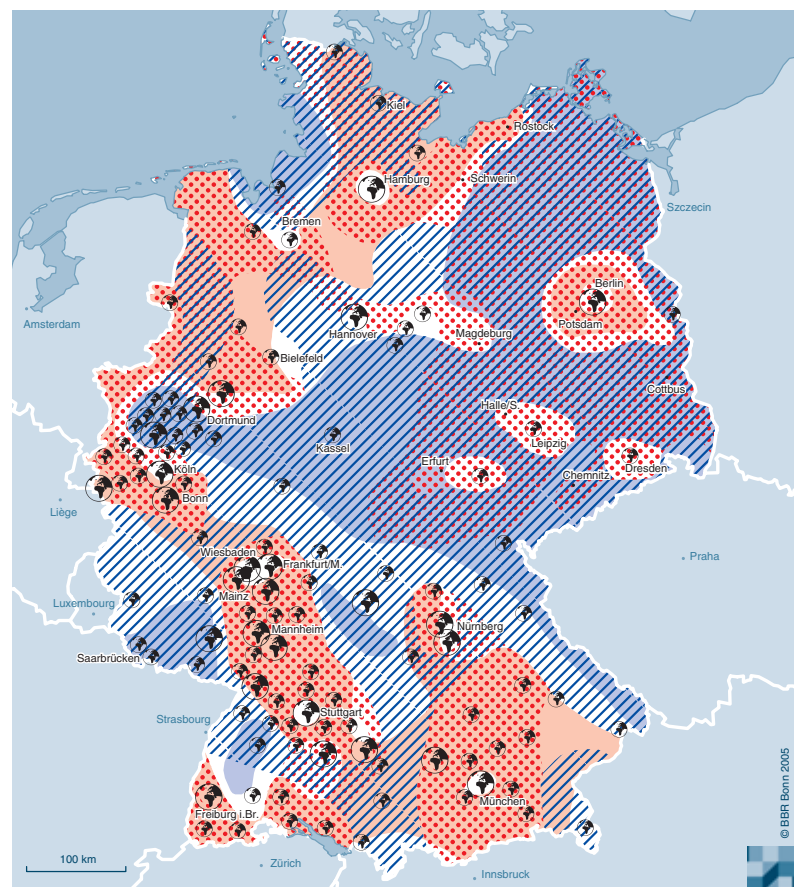 Kiel
Rostock
Hamburg
Schwerin
Szczecin
Bremen
Berlin
Amsterdam
Hannover
Potsdam
Magdeburg
Bielefeld
Cottbus
Halle/S.
Dortmund
Leipzig
Kassel
Erfurt
Dresden
Köln
Chemnitz
Bonn
Liège
Wiesbaden
Frankfurt/M.
Praha
Mainz
Luxembourg
Nürnberg
Mannheim
Saarbrücken
Stuttgart
Strasbourg
München
Freiburg i.Br.
100 km
Zürich
Innsbruck
© BBR Bonn 2005